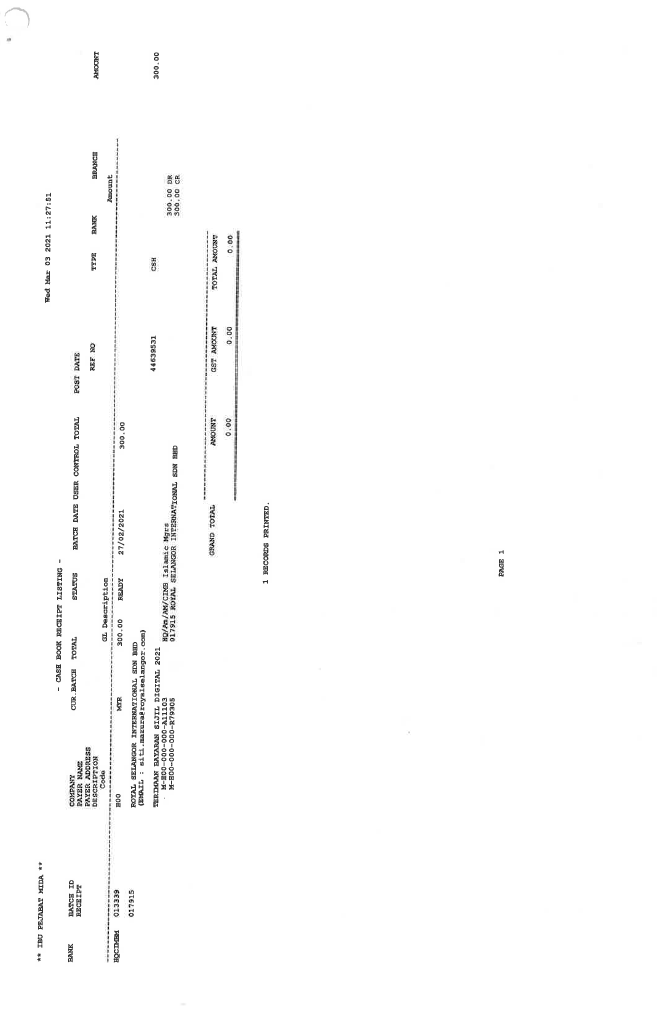 ** IBU PEJABAT MIDA ** Wed Mar 03 2021 11:27:51
- CASH BOOK RECEIPT LISTING -
BANK BATCH ID COMPANY CUR.BATCH TOTAL STATUS BATCH DATE USER CONTROL TOTAL POST DATE
RECEIPT PAYER NAME
PAYER ADDRESS
DESCRIPTION REF NO TYPE BANK BRANCH AMOUNT
Code GL Description Amount
HQCIMBM 013339 H00 MYR 300.00 READY 27/02/2021 300.00
017915 ROYAL SELANGOR INTERNATIONAL SDN BHD
(EMAIL : siti.mazura@royalselangor.com)
TERIMAAN BAYARAN SIJIL DIGITAL 2021 44639531 CSH 300.00
M-H00-000-000-A11103 HQ/Am/AM/CIMB Islamic Mgrs 300.00 DR
M-H00-000-000-R79305 017915 ROYAL SELANGOR INTERNATIONAL SDN BHD 300.00 CR
GRAND TOTAL AMOUNT GST AMOUNT TOTAL AMOUNT
0.00 0.00 0.00
1 RECORDS PRINTED.
PAGE 1